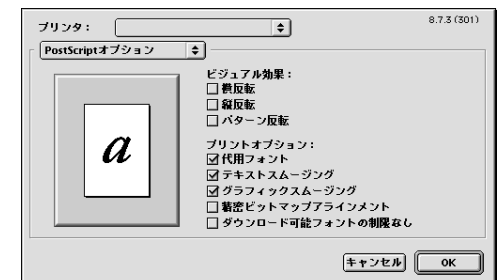 プリンタ：
8.7.3 (301)
PostScriptオプション
ビジュアル効果：
横反転
縦反転
パターン反転
a
プリントオプション：
代用フォント
テキストスムージング
グラフィックスムージング
精密ビットマップアラインメント
ダウンロード可能フォントの制限なし
キャンセル
OK